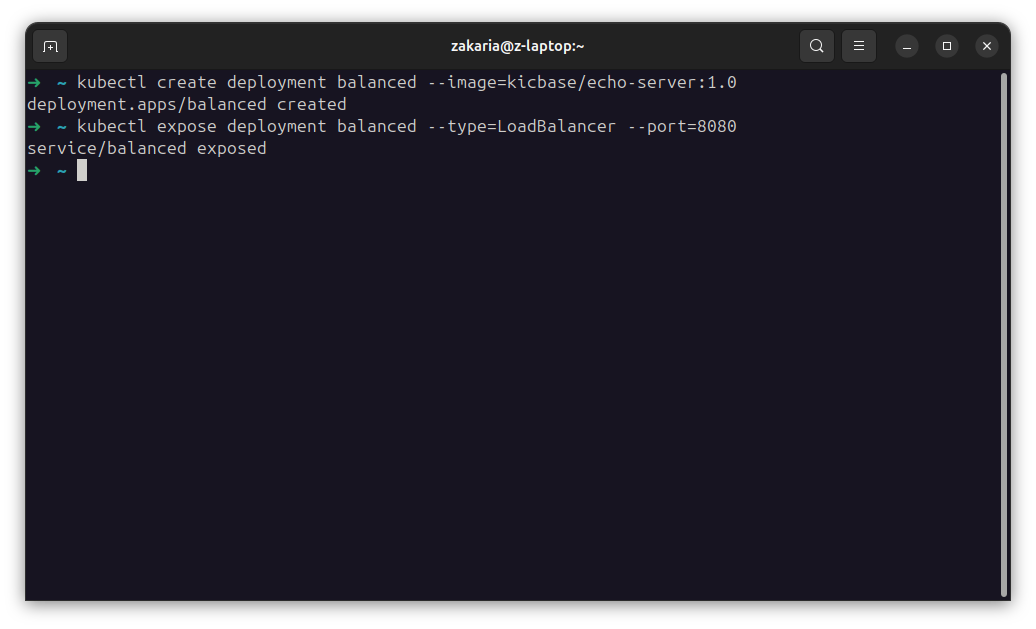 zakaria@z-laptop:~
➜ ~ kubectl create deployment balanced --image=kicbase/echo-server:1.0
deployment.apps/balanced created
➜ ~ kubectl expose deployment balanced --type=LoadBalancer --port=8080
service/balanced exposed
➜ ~